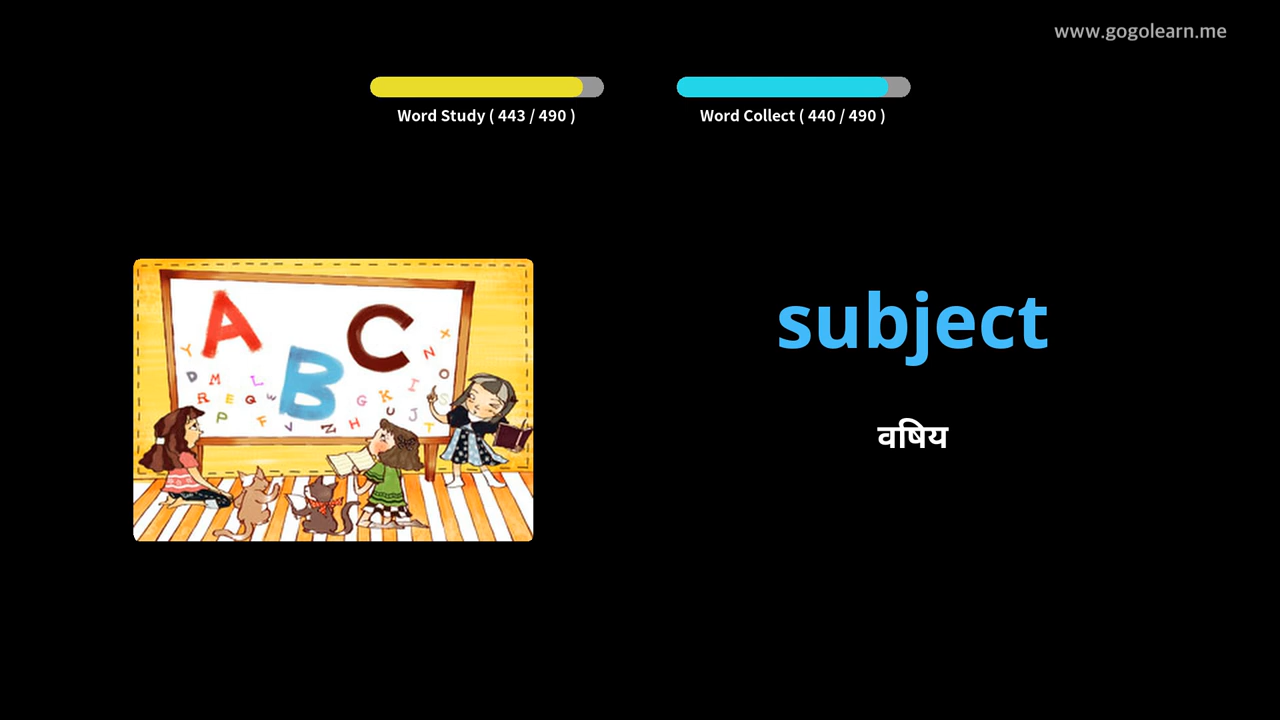 www.gogolearn.me
Word Study ( 443 / 490 )
Word Collect ( 440 / 490 )
subject
वषिय
A B C
Y X N
D M L I O
R E Q W G K S
P F V Z H U J T